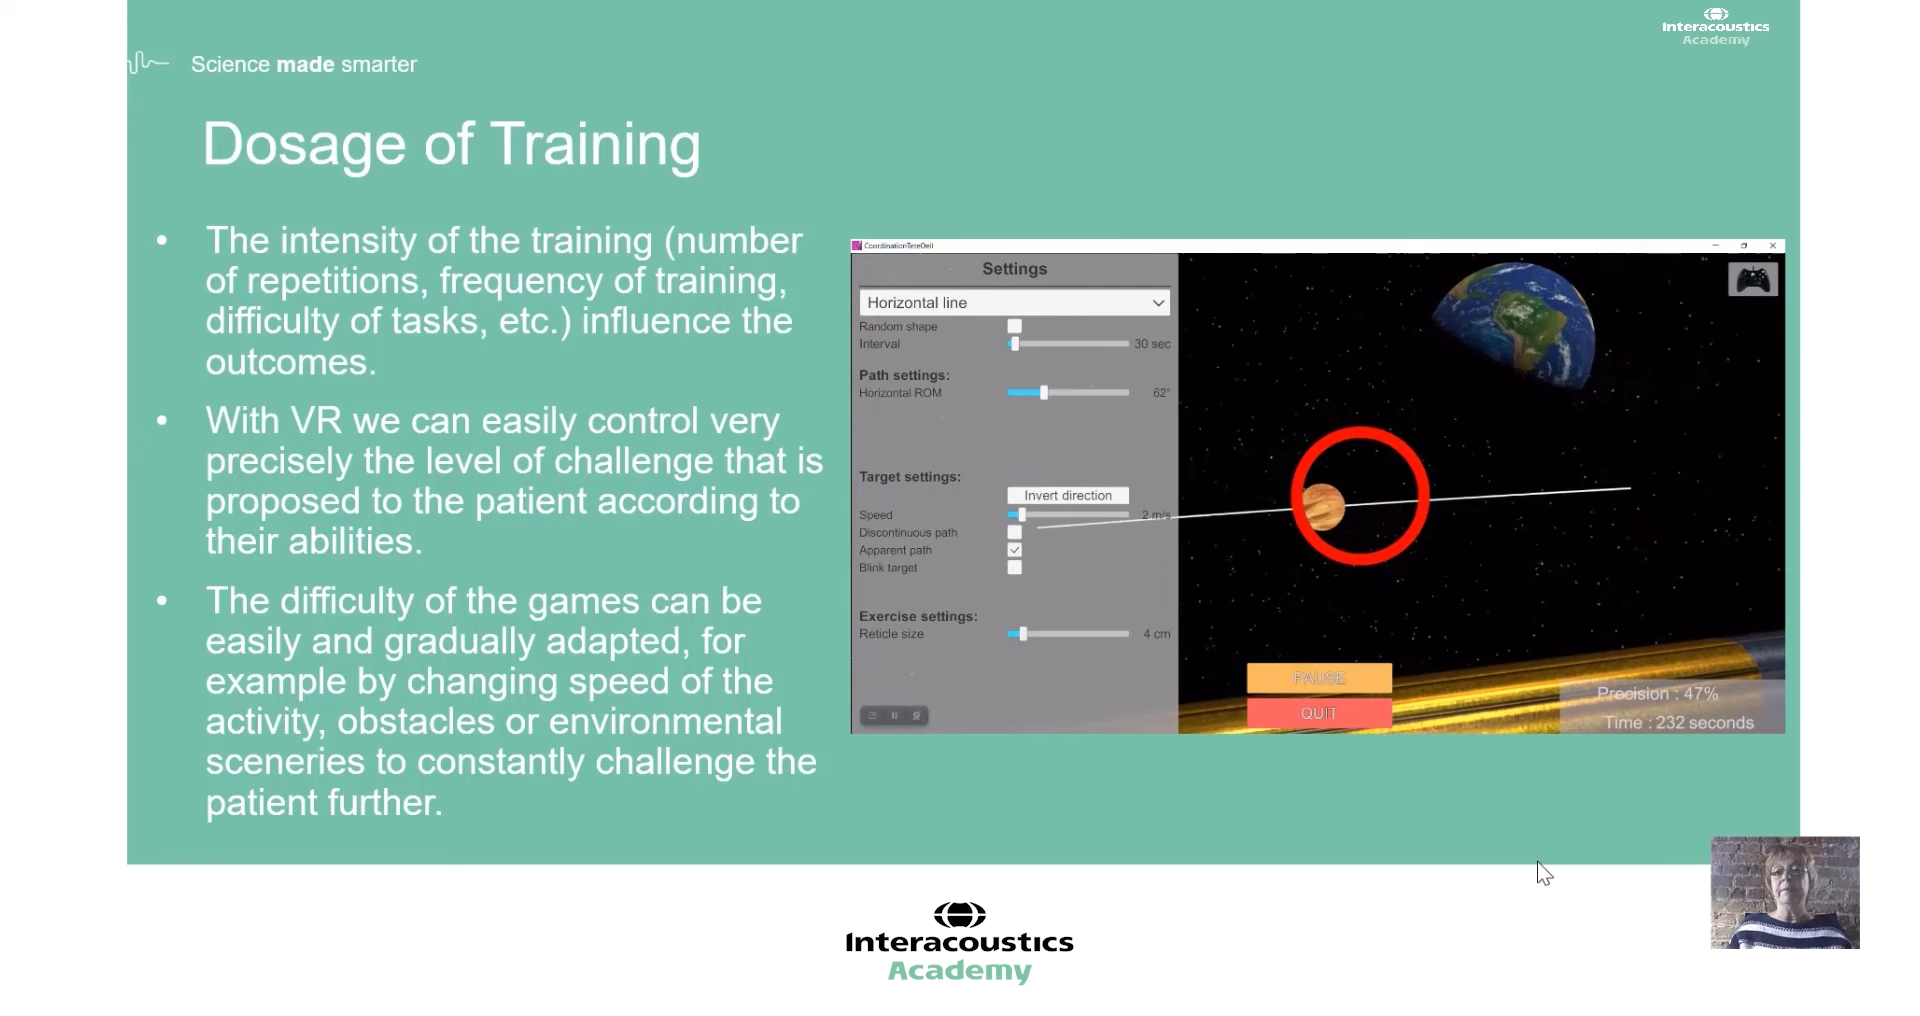 Interacoustics
Academy
Science made smarter
Dosage of Training
• The intensity of the training (number
of repetitions, frequency of training,
difficulty of tasks, etc.) influence the
outcomes.
• With VR we can easily control very
precisely the level of challenge that is
proposed to the patient according to
their abilities.
• The difficulty of the games can be
easily and gradually adapted, for
example by changing speed of the
activity, obstacles or environmental
sceneries to constantly challenge the
patient further.
CoordinationTeteOeil
Settings
Horizontal line
Random shape
Interval 30 sec
Path settings:
Horizontal ROM 62°
Target settings:
Invert direction
Speed 2 m/s
Discontinuous path
Apparent path
Blink target
Exercise settings:
Reticle size 4 cm
PAUSE
QUIT
Precision : 47%
Time : 232 seconds
Interacoustics
Academy